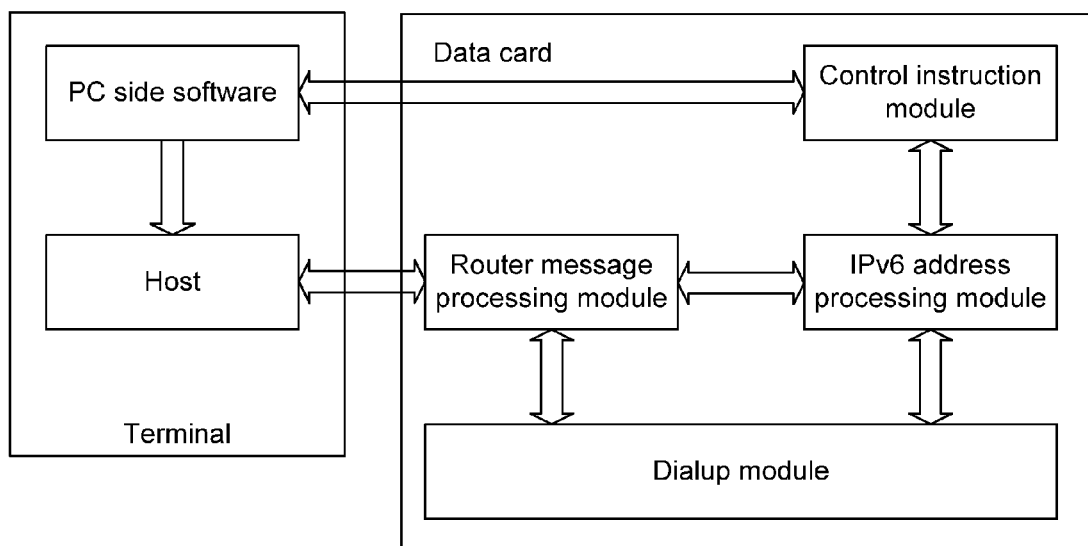 Data card
PC side software
Control instruction
module
Host
Router message
processing module
IPv6 address
processing module
Terminal
Dialup module